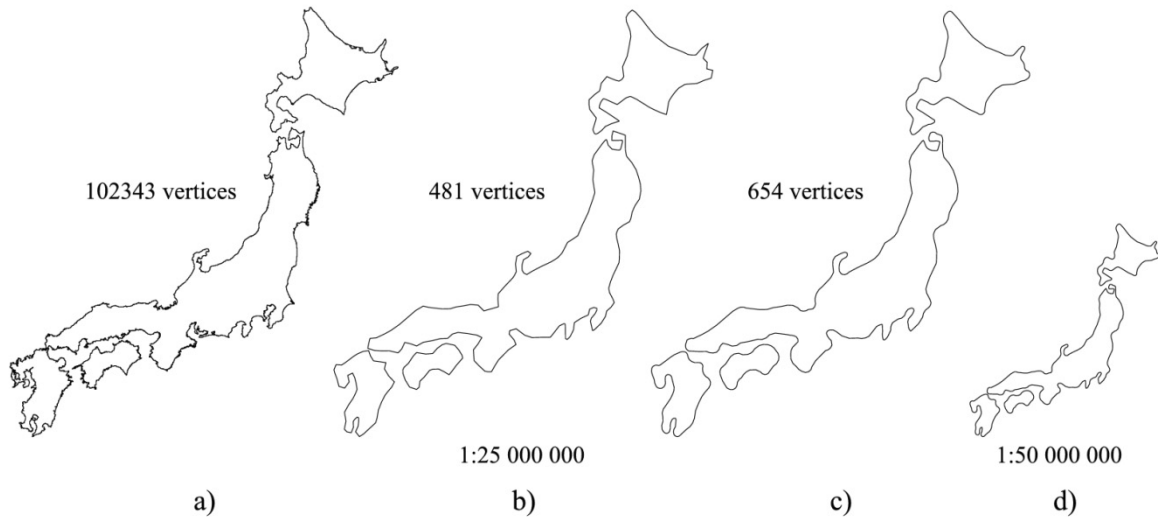 102343 vertices
481 vertices
654 vertices
1:25 000 000
1:50 000 000
a)
b)
c)
d)